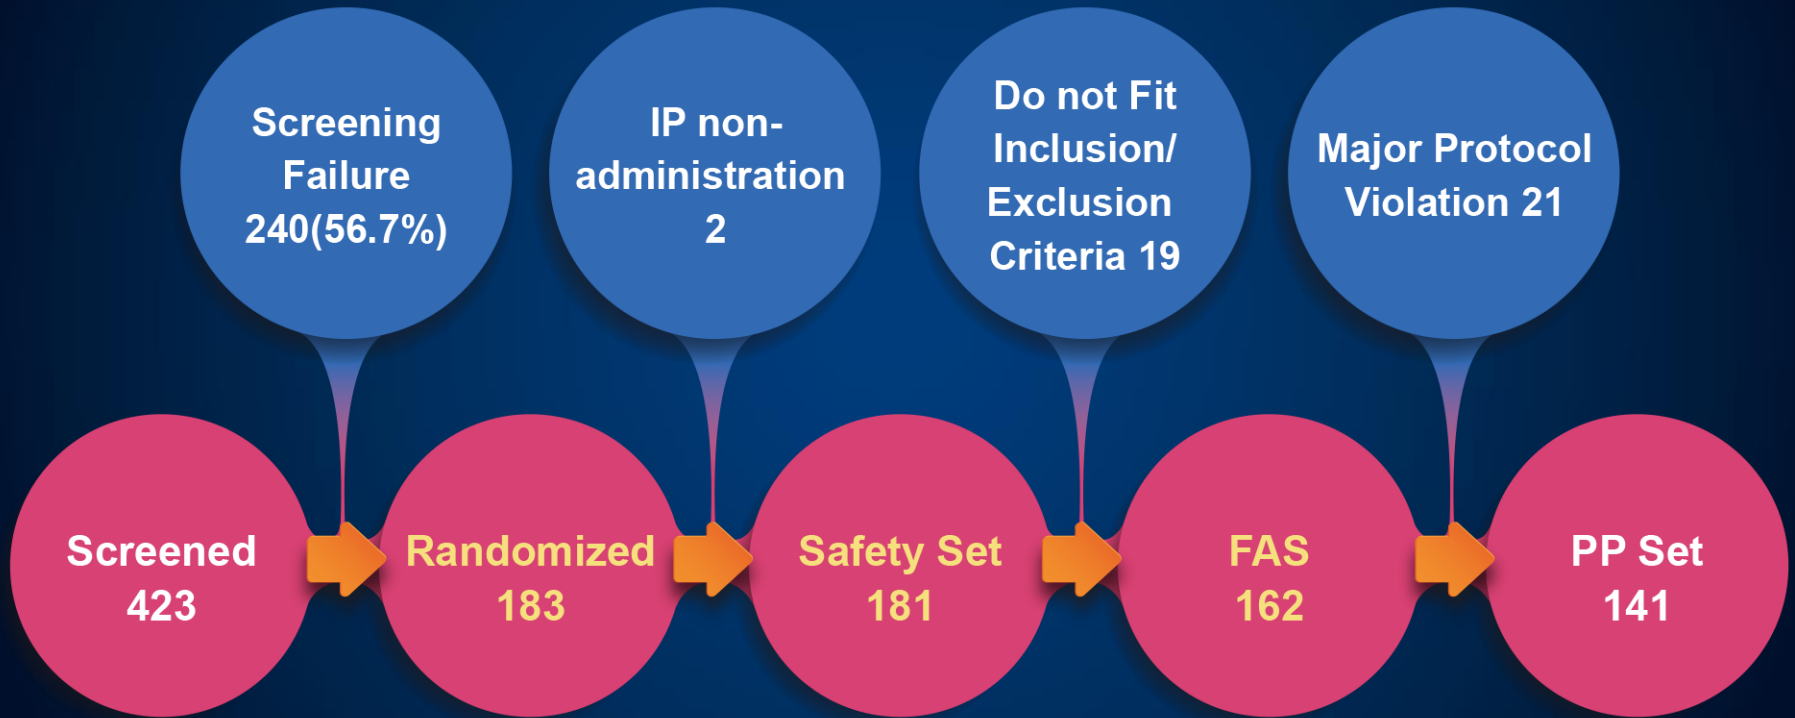 Screening
Failure
240(56.7%)
IP non-
administration
2
Do not Fit
Inclusion/
Exclusion
Criteria 19
Major Protocol
Violation 21
Screened
423
Randomized
183
Safety Set
181
FAS
162
PP Set
141